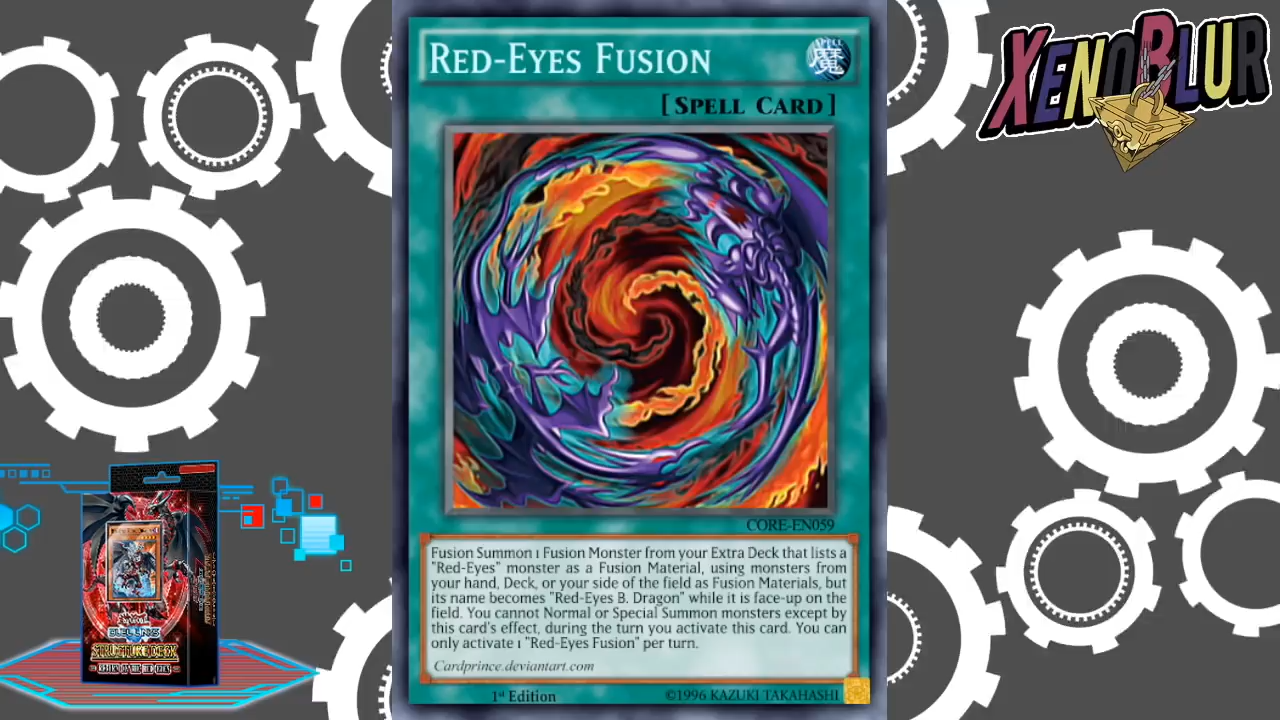 XENOBLUR
RED-EYES FUSION
SPELL
魔
[ SPELL CARD ]
CORE-EN059
Fusion Summon 1 Fusion Monster from your Extra Deck that lists a
"Red-Eyes" monster as a Fusion Material, using monsters from
your hand, Deck, or your side of the field as Fusion Materials, but
its name becomes "Red-Eyes B. Dragon" while it is face-up on the
field. You cannot Normal or Special Summon monsters except by
this card's effect, during the turn you activate this card. You can
only activate 1 "Red-Eyes Fusion" per turn.
Cardprince.deviantart.com
1st Edition
©1996 KAZUKI TAKAHASHI
DUEL LINKS
STRUCTURE DECK